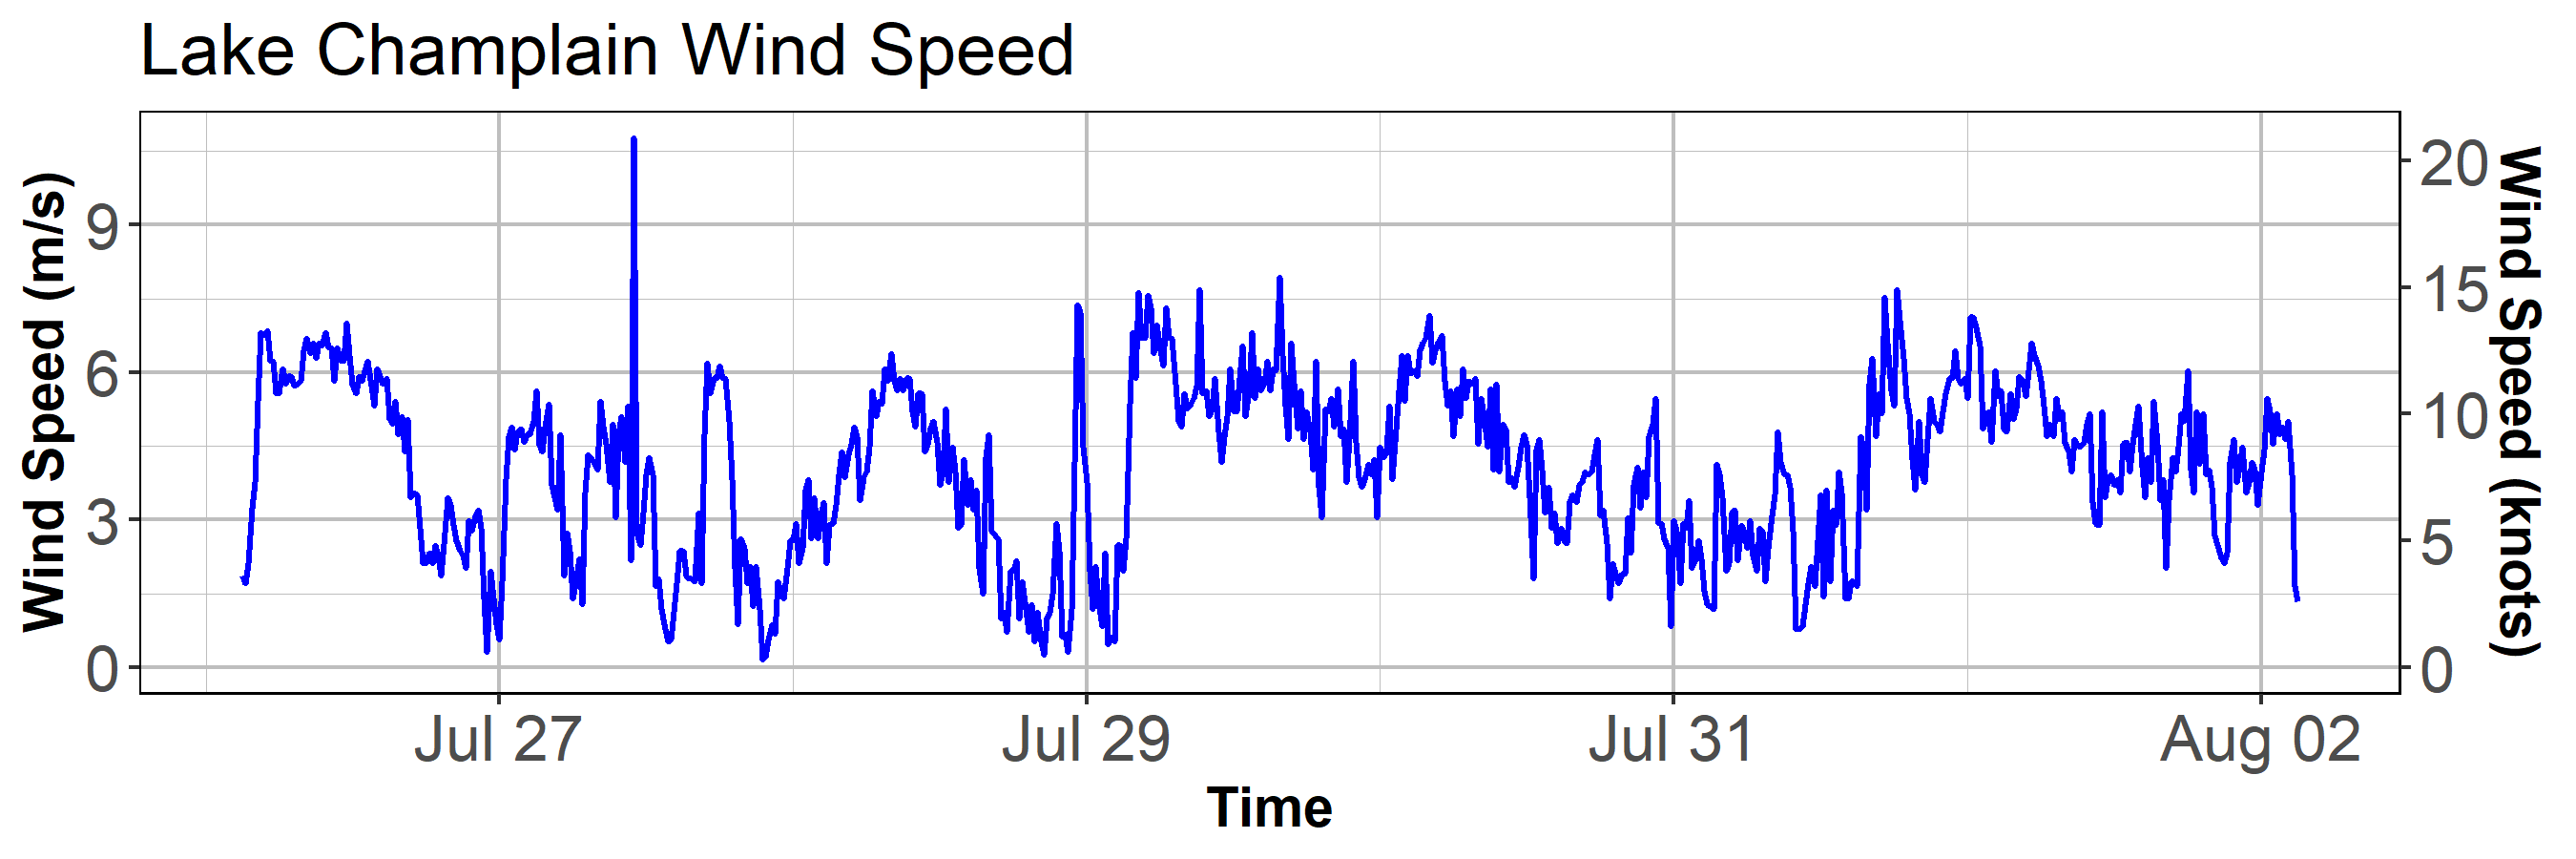 Lake Champlain Wind Speed
Wind Speed (m/s)
9
6
3
0
20
15
10
5
0
Wind Speed (knots)
Jul 27
Jul 29
Jul 31
Aug 02
Time